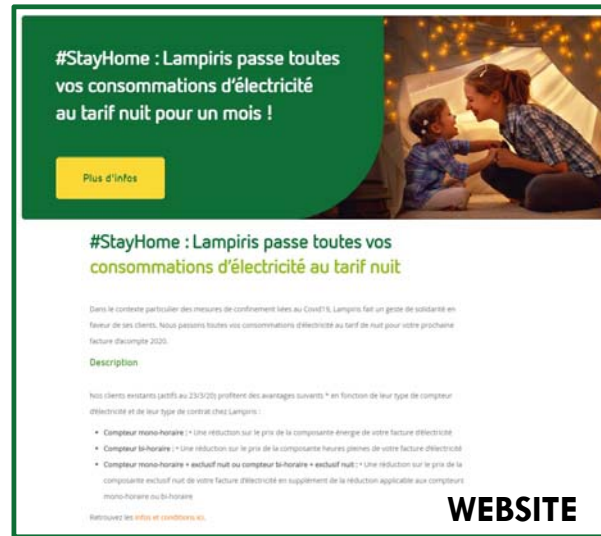 #StayHome : Lampiris passe toutes
vos consommations d'électricité
au tarif nuit pour un mois !
Plus d'infos
#StayHome : Lampiris passe toutes vos
consommations d'électricité au tarif nuit
Dans le contexte particulier des mesures de confinement liées au Covid19, Lampiris fait un geste de solidarité en
faveur de ses clients. Nous passons toutes vos consommations d'électricité au tarif de nuit pour votre prochaine
facture d'acompte 2020.
Description
Nos clients existants (actifs au 23/3/20) profitent des avantages suivants * en fonction de leur type de compteur
d'électricité et de leur type de contrat chez Lampiris :
• Compteur mono-horaire : • Une réduction sur le prix de la composante énergie de votre facture d'électricité
• Compteur bi-horaire : • Une réduction sur le prix de la composante heures pleines de votre facture d'électricité
• Compteur mono-horaire + exclusif nuit ou compteur bi-horaire + exclusif nuit : • Une réduction sur le prix de la
composante exclusif nuit de votre facture d'électricité en supplément de la réduction applicable aux compteurs
mono-horaire ou bi-horaire
Retrouvez les infos et conditions ici.
WEBSITE